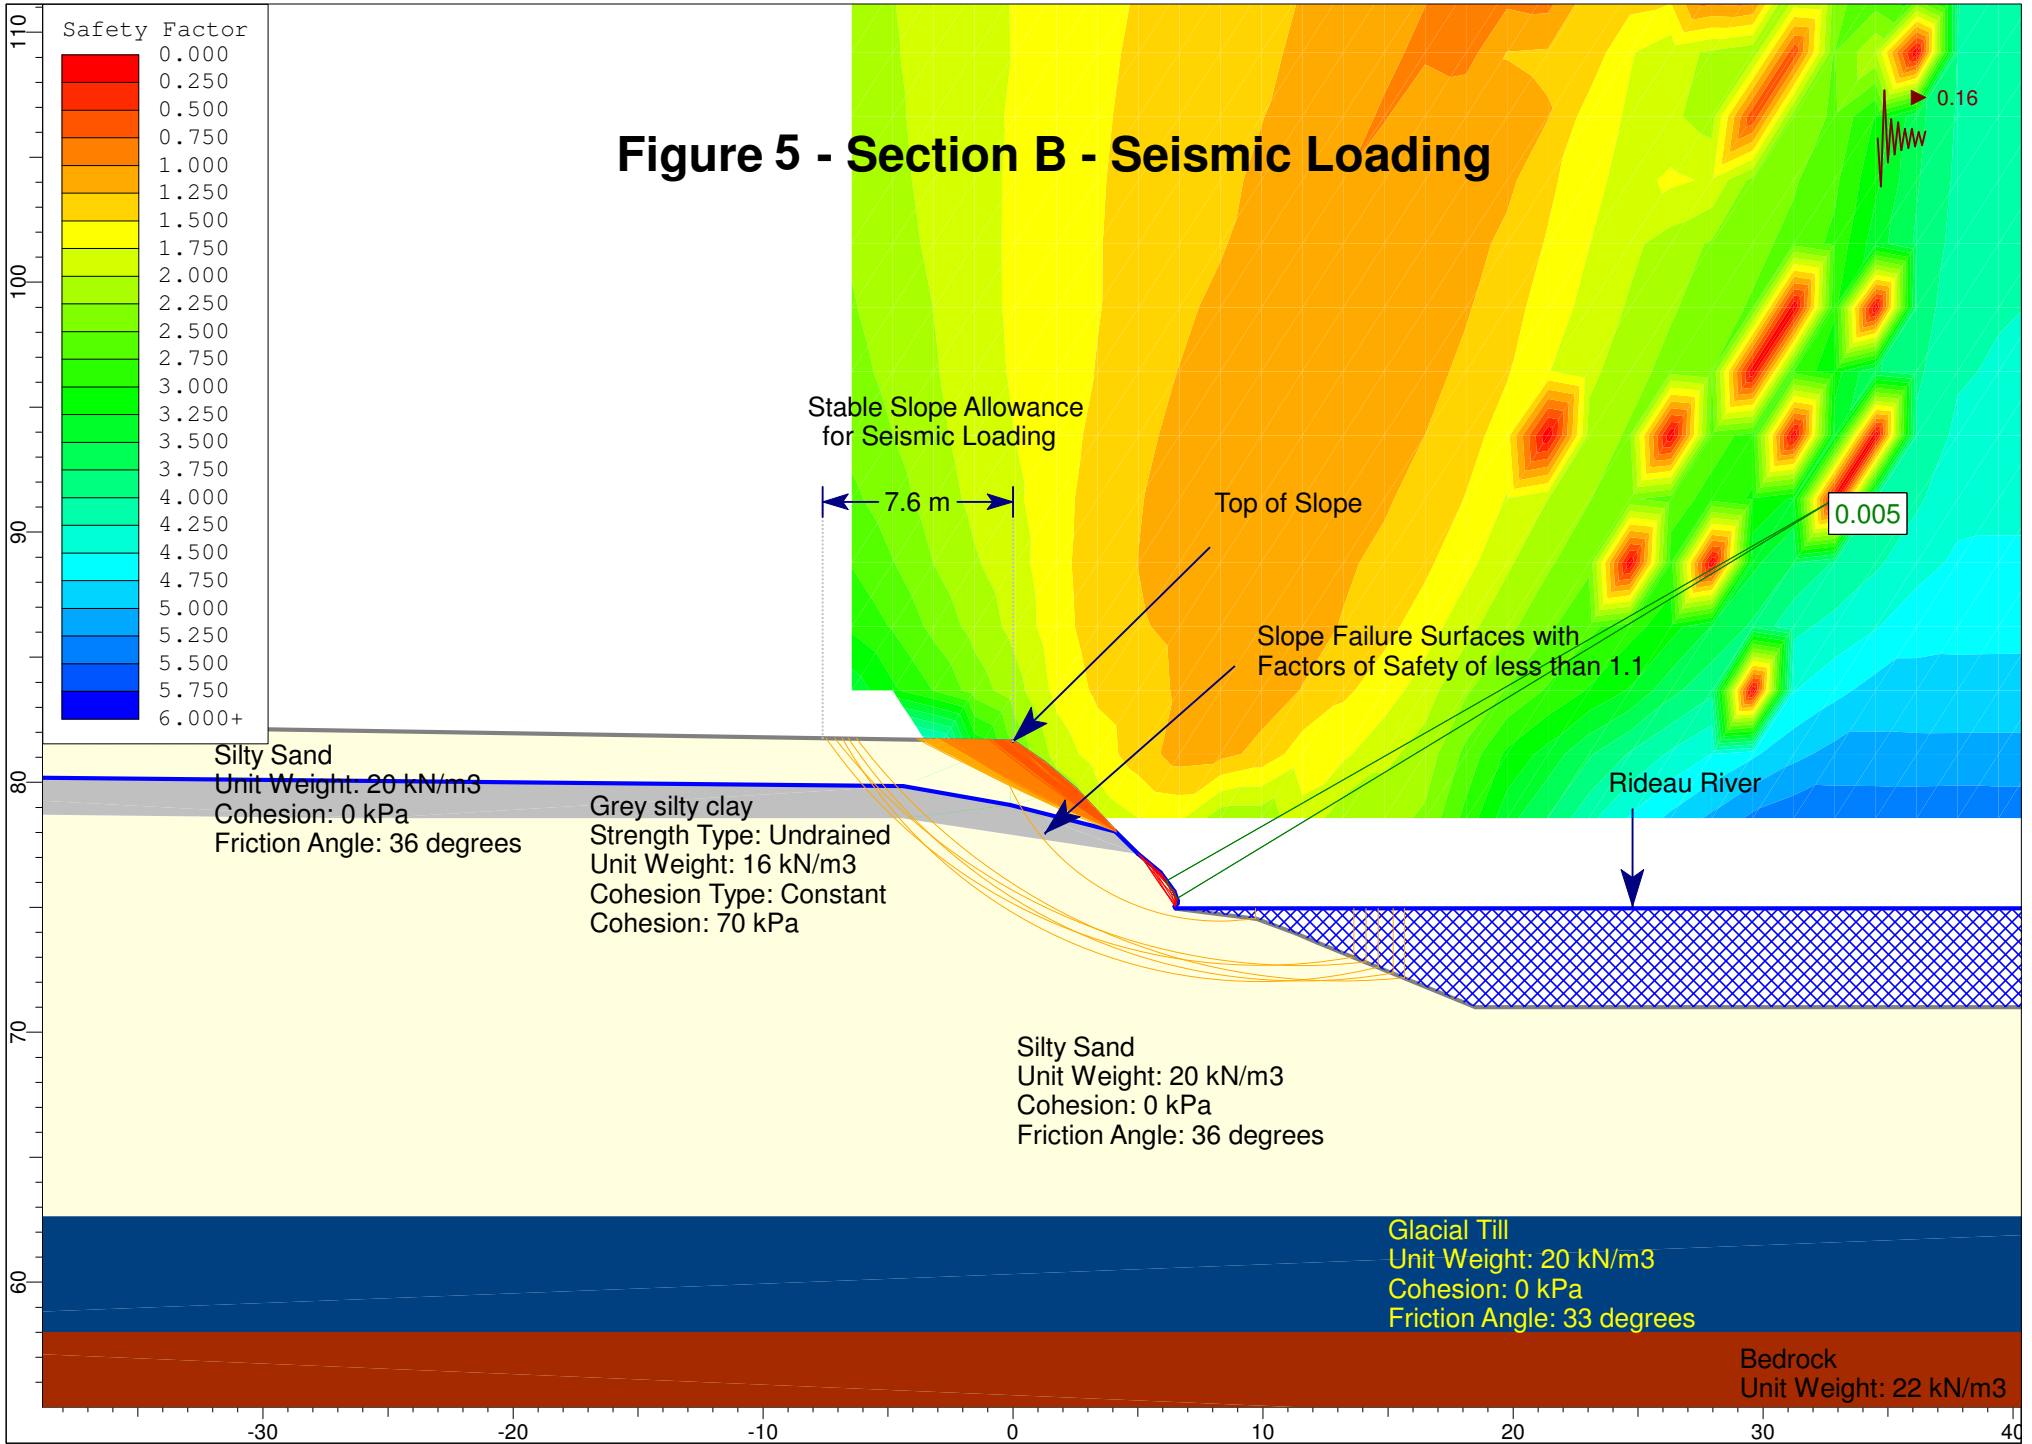 Safety Factor
0.000
0.250
0.500
0.750
1.000
1.250
1.500
1.750
2.000
2.250
2.500
2.750
3.000
3.250
3.500
3.750
4.000
4.250
4.500
4.750
5.000
5.250
5.500
5.750
6.000+
Figure 5 - Section B - Seismic Loading
0.16
Stable Slope Allowance
for Seismic Loading
7.6 m
Top of Slope
0.005
Slope Failure Surfaces with
Factors of Safety of less than 1.1
Rideau River
Silty Sand
Unit Weight: 20 kN/m3
Cohesion: 0 kPa
Friction Angle: 36 degrees
Grey silty clay
Strength Type: Undrained
Unit Weight: 16 kN/m3
Cohesion Type: Constant
Cohesion: 70 kPa
Silty Sand
Unit Weight: 20 kN/m3
Cohesion: 0 kPa
Friction Angle: 36 degrees
Glacial Till
Unit Weight: 20 kN/m3
Cohesion: 0 kPa
Friction Angle: 33 degrees
Bedrock
Unit Weight: 22 kN/m3
110
100
90
80
70
60
-30
-20
-10
0
10
20
30
40